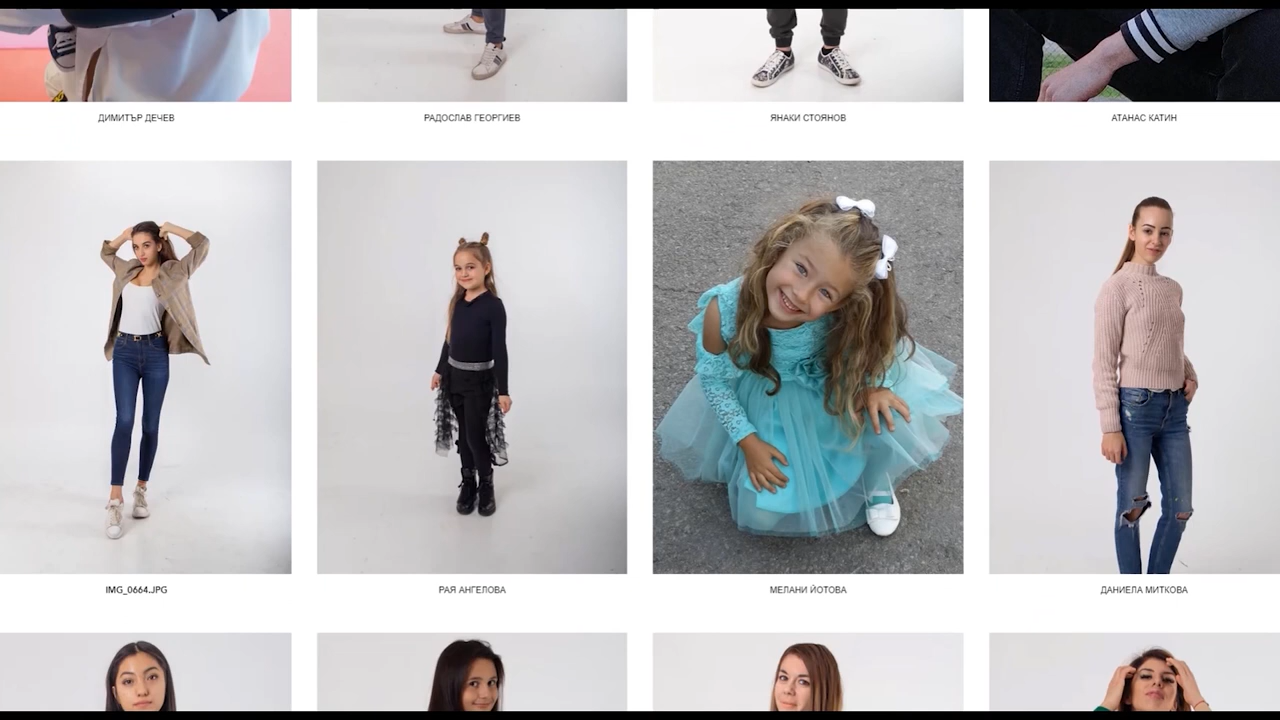 ДИМИТЪР ДЕЧЕВ
РАДОСЛАВ ГЕОРГИЕВ
ЯНАКИ СТОЯНОВ
АТАНАС КАТИН
IMG_0664.JPG
РАЯ АНГЕЛОВА
МЕЛАНИ ЙОТОВА
ДАНИЕЛА МИТКОВА